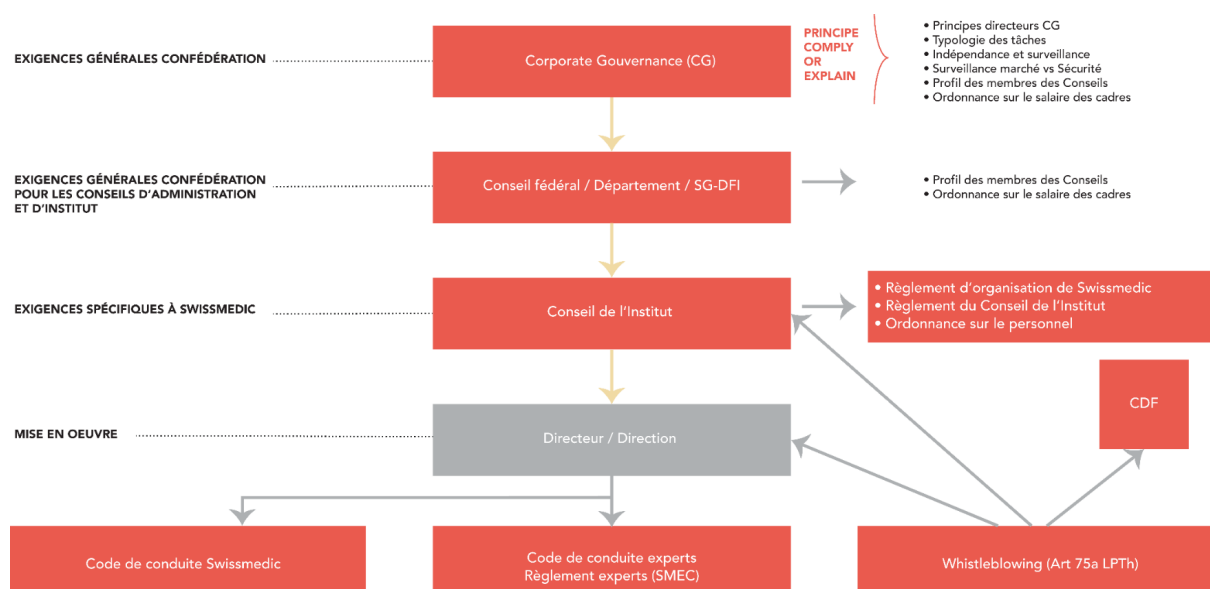 EXIGENCES GÉNÉRALES CONFÉDÉRATION
Corporate Gouvernance (CG)
PRINCIPE
COMPLY
OR
EXPLAIN
• Principes directeurs CG
• Typologie des tâches
• Indépendance et surveillance
• Surveillance marché vs Sécurité
• Profil des membres des Conseils
• Ordonnance sur le salaire des cadres
EXIGENCES GÉNÉRALES CONFÉDÉRATION
POUR LES CONSEILS D’ADMINISTRATION
ET D’INSTITUT
Conseil fédéral / Département / SG-DFI
• Profil des membres des Conseils
• Ordonnance sur le salaire des cadres
EXIGENCES SPÉCIFIQUES À SWISSMEDIC
Conseil de l’Institut
• Règlement d’organisation de Swissmedic
• Règlement du Conseil de l’Institut
• Ordonnance sur le personnel
CDF
MISE EN OEUVRE
Directeur / Direction
Code de conduite Swissmedic
Code de conduite experts
Règlement experts (SMEC)
Whistleblowing (Art 75a LPTh)